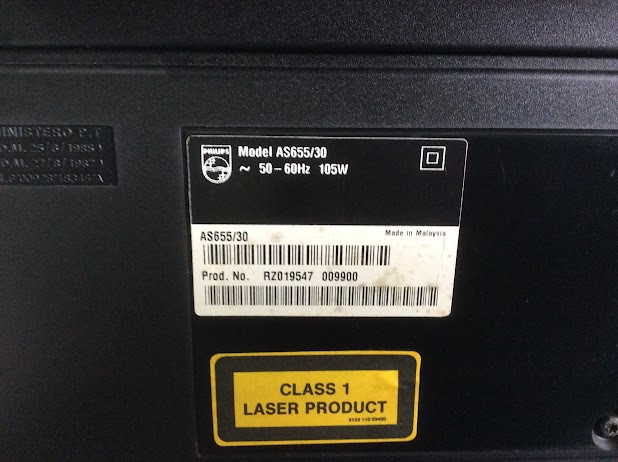 MINISTERO P.T
D.M. 25/6/1985
D.M. 27/8/1987
PHILIPS
Model AS655/30
~ 50-60Hz 105W
AS655/30
Made in Malaysia
Prod. No. RZ019547 009900
CLASS 1
LASER PRODUCT